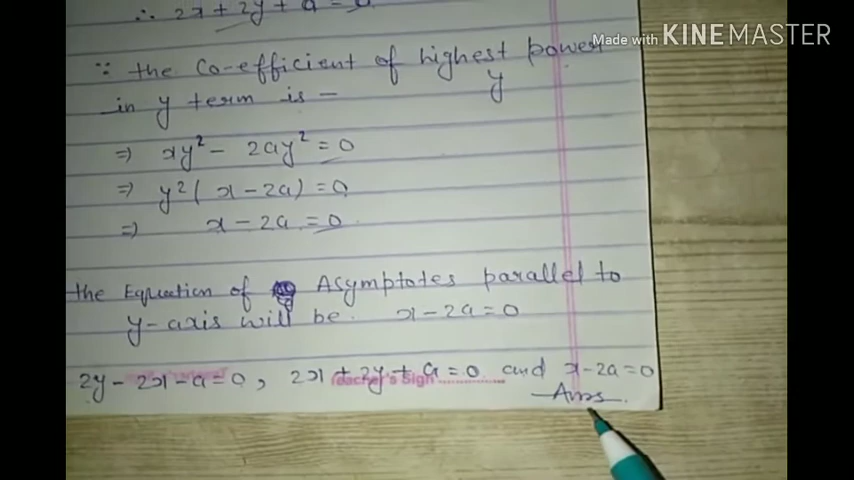 ∴ 2x + 2y + a = 0
Made with KINEMASTER
∵ the Co-efficient of highest power
in y term is - y
⇒ xy² - 2ay² = 0
⇒ y² ( x - 2a) = 0
⇒ x - 2a = 0
the Equation of Asymptotes parallel to
y-axis will be. x - 2a = 0
2y - 2x - a = 0, 2x + 2y + a = 0 and x - 2a = 0
Teacher's Sign ................
Ans.